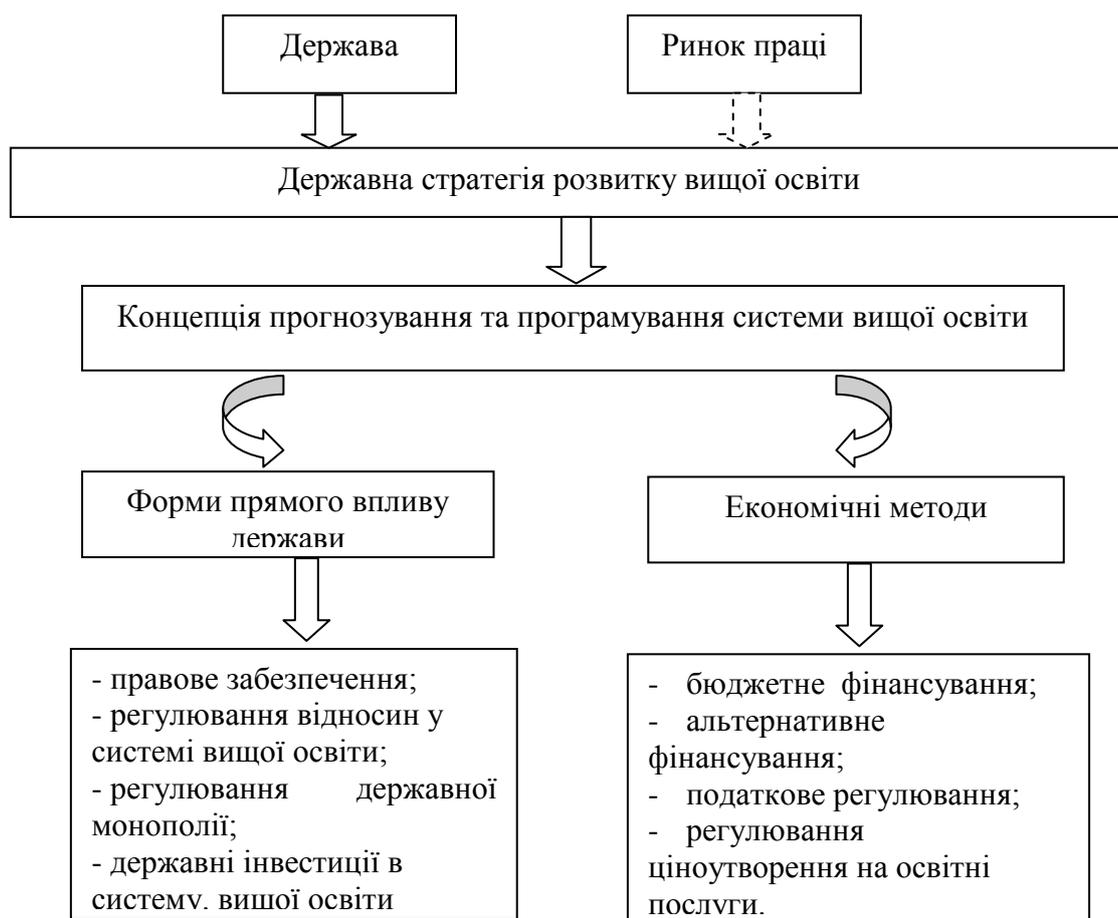 Держава
Ринок праці
Державна стратегія розвитку вищої освіти
Концепція прогнозування та програмування системи вищої освіти
Форми прямого впливу
держави
Економічні методи
- правове забезпечення;
- регулювання відносин у
системі вищої освіти;
- регулювання державної
монополії;
- державні інвестиції в
систему. вищої освіти
- бюджетне фінансування;
- альтернативне
фінансування;
- податкове регулювання;
- регулювання
ціноутворення на освітні
послуги.